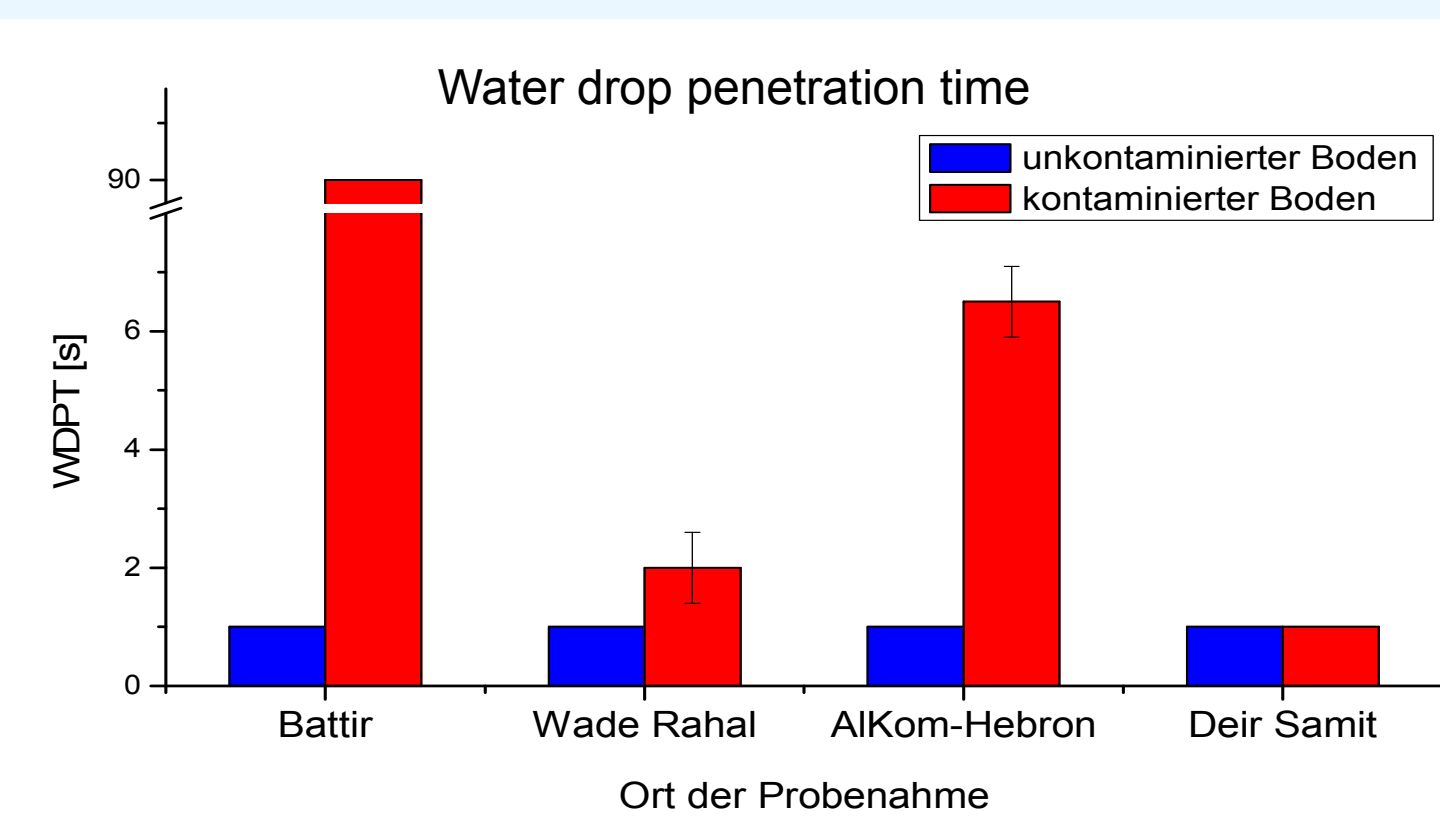 Water drop penetration time
unkontaminierter Boden
kontaminierter Boden
90
6
4
2
0
WDPT [s]
Battir
Wade Rahal
AlKom-Hebron
Deir Samit
Ort der Probenahme